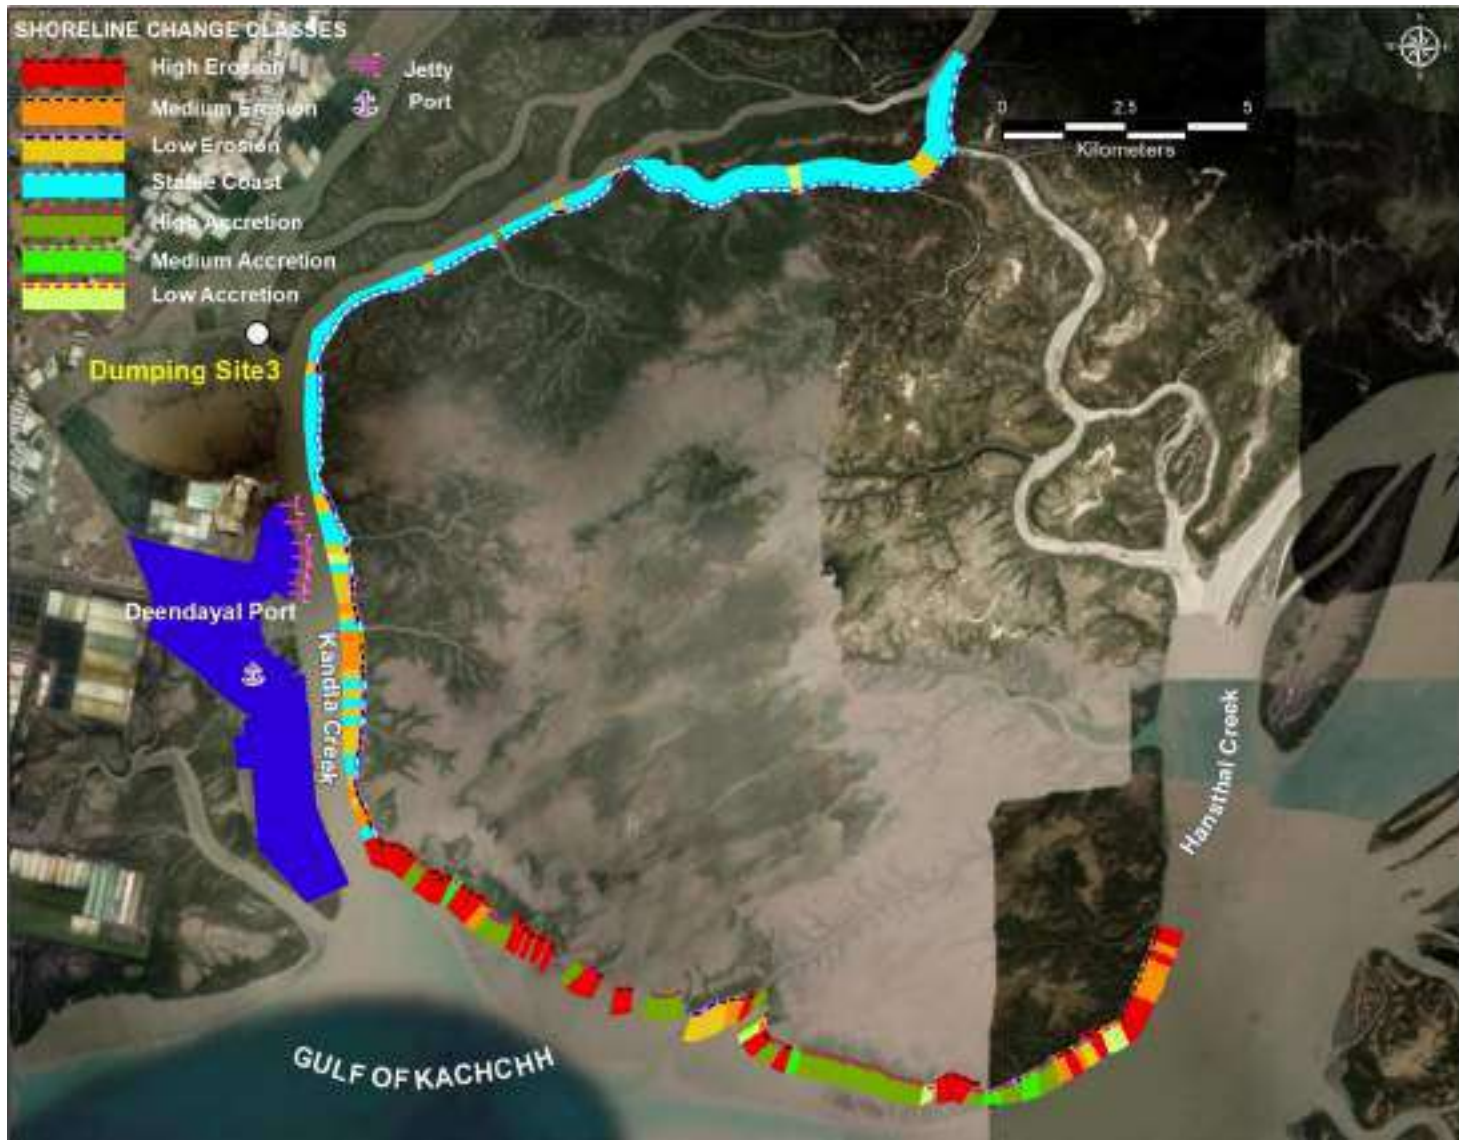 SHORELINE CHANGE CLASSES
High Erosion
Medium Erosion
Low Erosion
Stable Coast
High Accretion
Medium Accretion
Low Accretion
Jetty
Port
0 2.5 5
Kilometers
Dumping Site3
Deendayal Port
Kandla Creek
Hansthal Creek
GULF OF KACHCHH